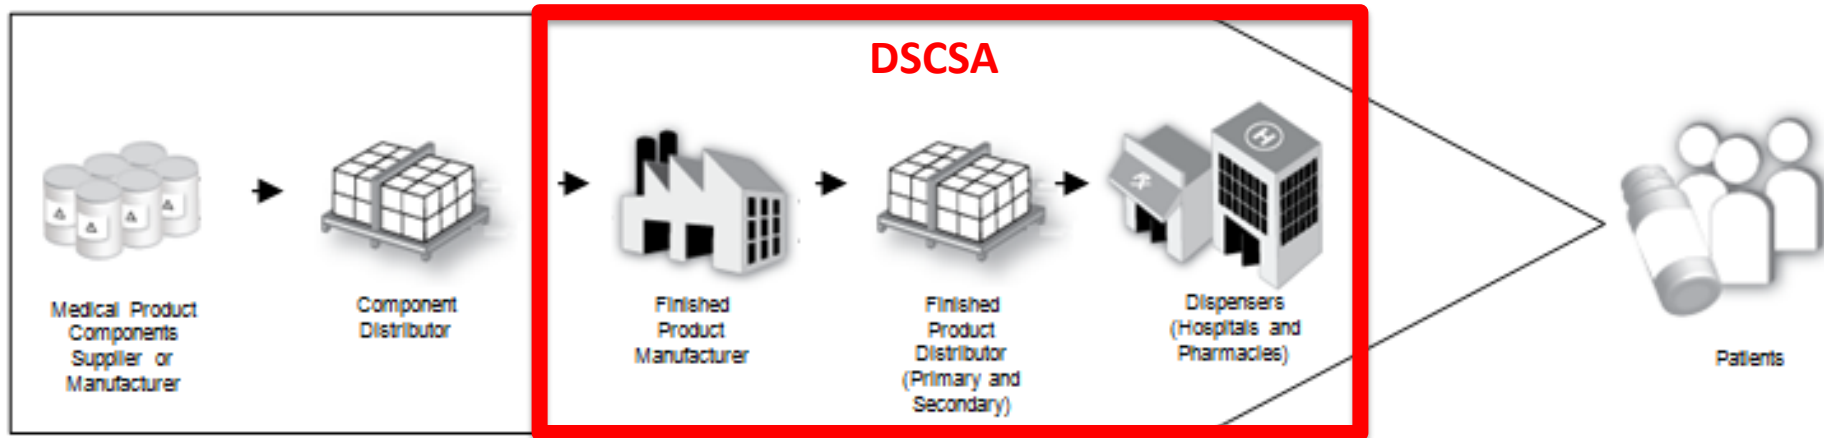 DSCSA
Medical Product
Components
Supplier or
Manufacturer
Component
Distributor
Finished
Product
Manufacturer
Finished
Product
Distributor
(Primary and
Secondary)
H
Dispensers
(Hospitals and
Pharmacies)
Patients